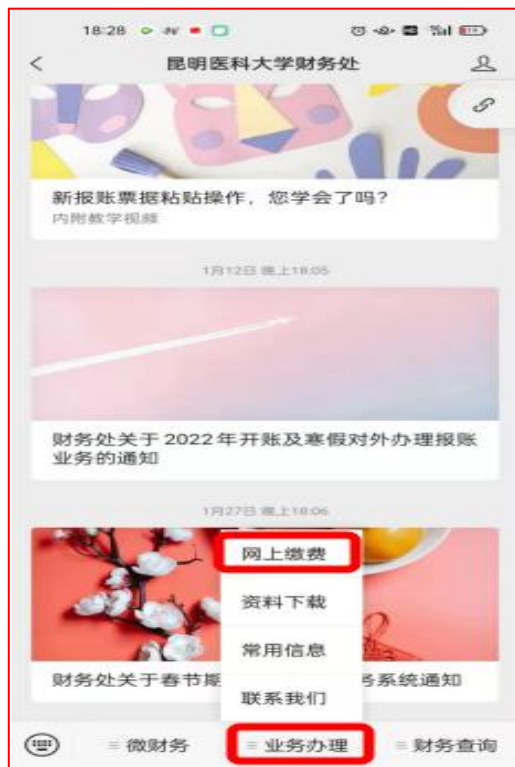 18:28
昆明医科大学财务处
新报账票据粘贴操作，您学会了吗？
内附教学视频
1月12日 晚上18:05
财务处关于2022年开账及寒假对外办理报账
业务的通知
1月27日 晚上18:06
网上缴费
资料下载
常用信息
联系我们
财务处关于春节期
务系统通知
微财务
业务办理
财务查询